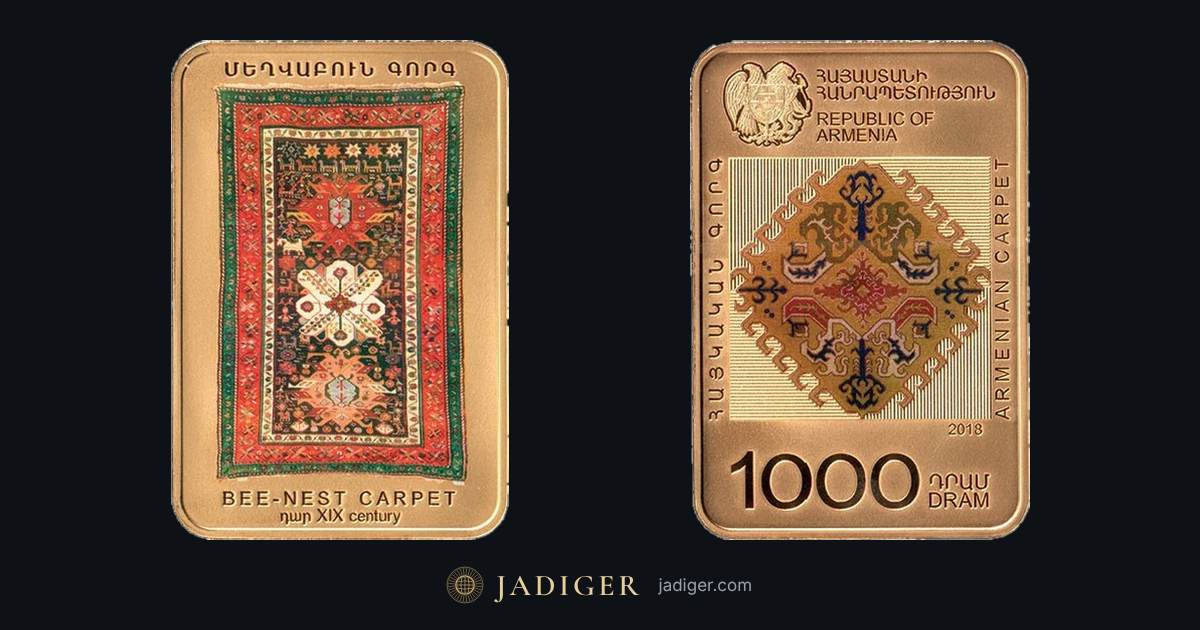 ՄԵՂՎԱԲՈՒՆ ԳՈՐԳ
BEE-NEST CARPET
դար XIX century
ՀԱՅԱՍՏԱՆԻ
ՀԱՆՐԱՊԵՏՈՒԹՅՈՒՆ
REPUBLIC OF
ARMENIA
ՀԱՅԿԱԿԱՆ ԳՈՐԳ
ARMENIAN CARPET
2018
1000 ԴՐԱՄ
DRAM
JADIGER jadiger.com